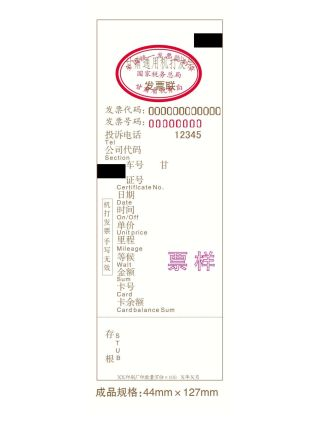 国家税务总局
发票联
发票代码: 000000000000
发票号码: 00000000
投诉电话 12345
Tel
公司代码
Section
车号 甘
证号
Certificate No.
日期
Date
时间
On/Off
单价
Unitprice
里程
Mileage
等候
Wait
金额
Sum
卡号
Card
卡余额
Cardbalance Sum
机打发票手写无效
票样
存根
STUB
成品规格: 44mm×127mm